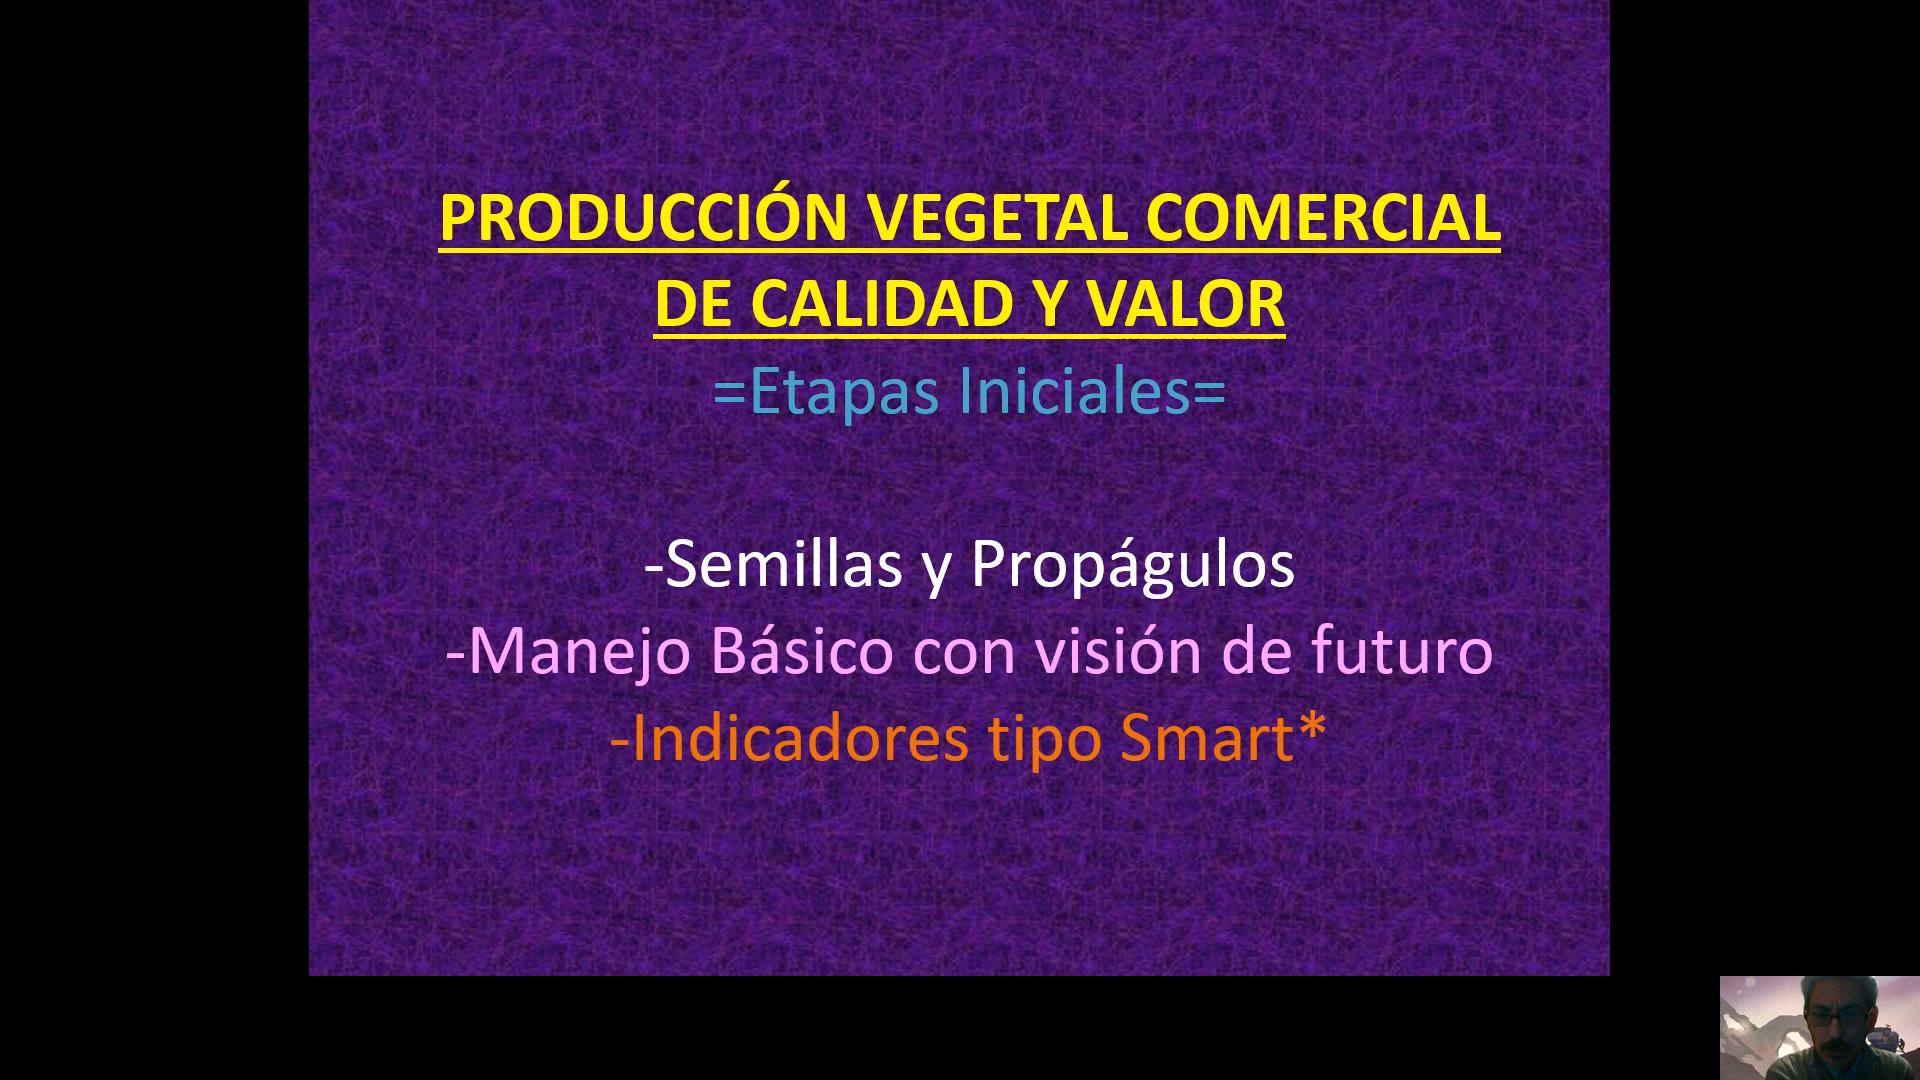 PRODUCCIÓN VEGETAL COMERCIAL
DE CALIDAD Y VALOR
=Etapas Iniciales=
-Semillas y Propágulos
-Manejo Básico con visión de futuro
-Indicadores tipo Smart*